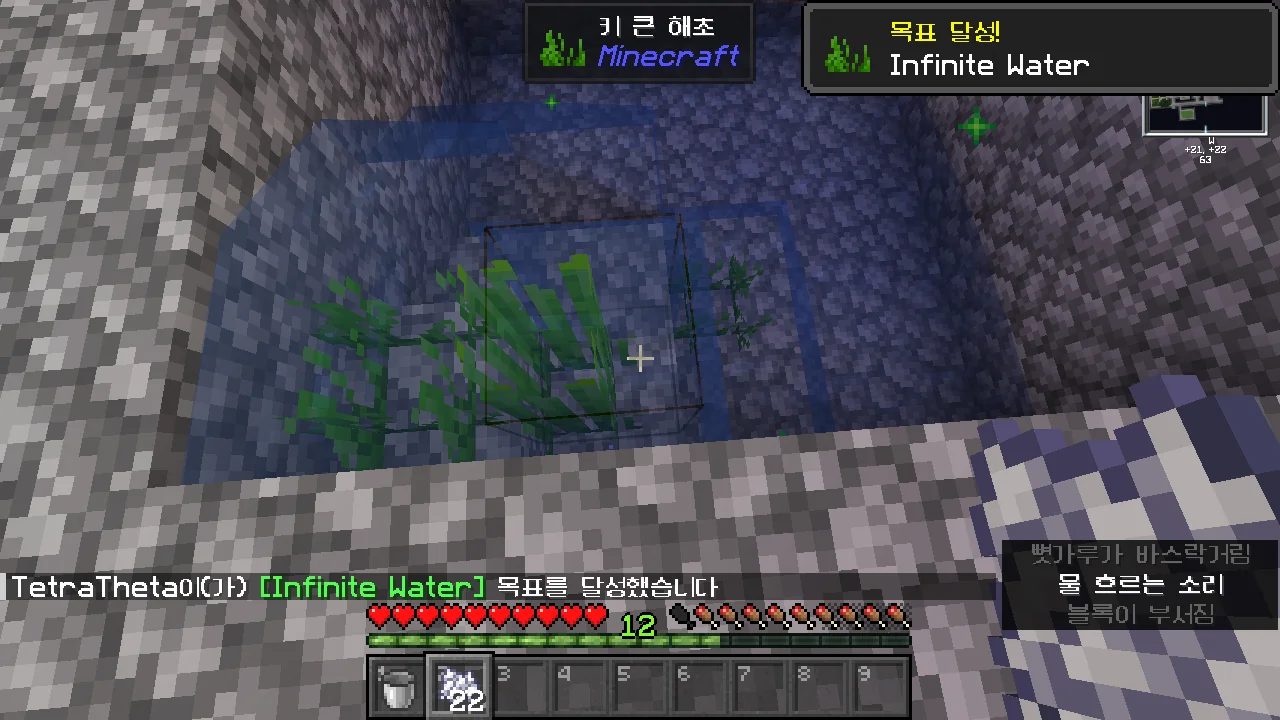 키 큰 해초
Minecraft
목표 달성!
Infinite Water
W
+21, +22
63
뼛가루가 바스락거림
물 흐르는 소리
블록이 부서짐
TetraTheta이(가) [Infinite Water] 목표를 달성했습니다
12
1 22 3 4 5 6 7 8 9